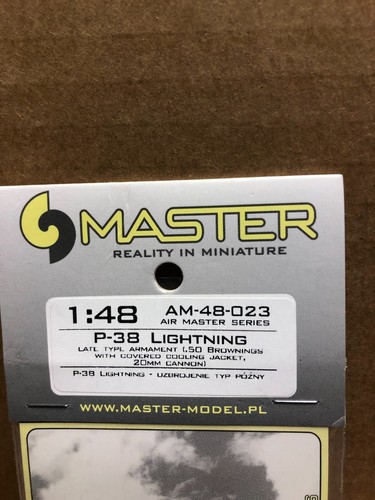 MASTER
REALITY IN MINIATURE
1:48
AM-48-023
AIR MASTER SERIES
P-38 LIGHTNING
LATE TYPE ARMAMENT (.50 BROWNINGS
WITH COVERED COOLING JACKET,
20MM CANNON)
P-38 LIGHTNING - UZBROJENIE TYP PÓŹNY
WWW.MASTER-MODEL.PL